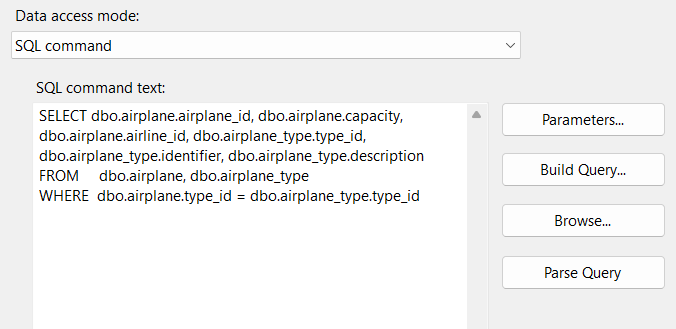 Data access mode:
SQL command
SQL command text:
SELECT dbo.airplane.airplane_id, dbo.airplane.capacity,
dbo.airplane.airline_id, dbo.airplane_type.type_id,
dbo.airplane_type.identifier, dbo.airplane_type.description
FROM     dbo.airplane, dbo.airplane_type
WHERE  dbo.airplane.type_id = dbo.airplane_type.type_id
Parameters...
Build Query...
Browse...
Parse Query